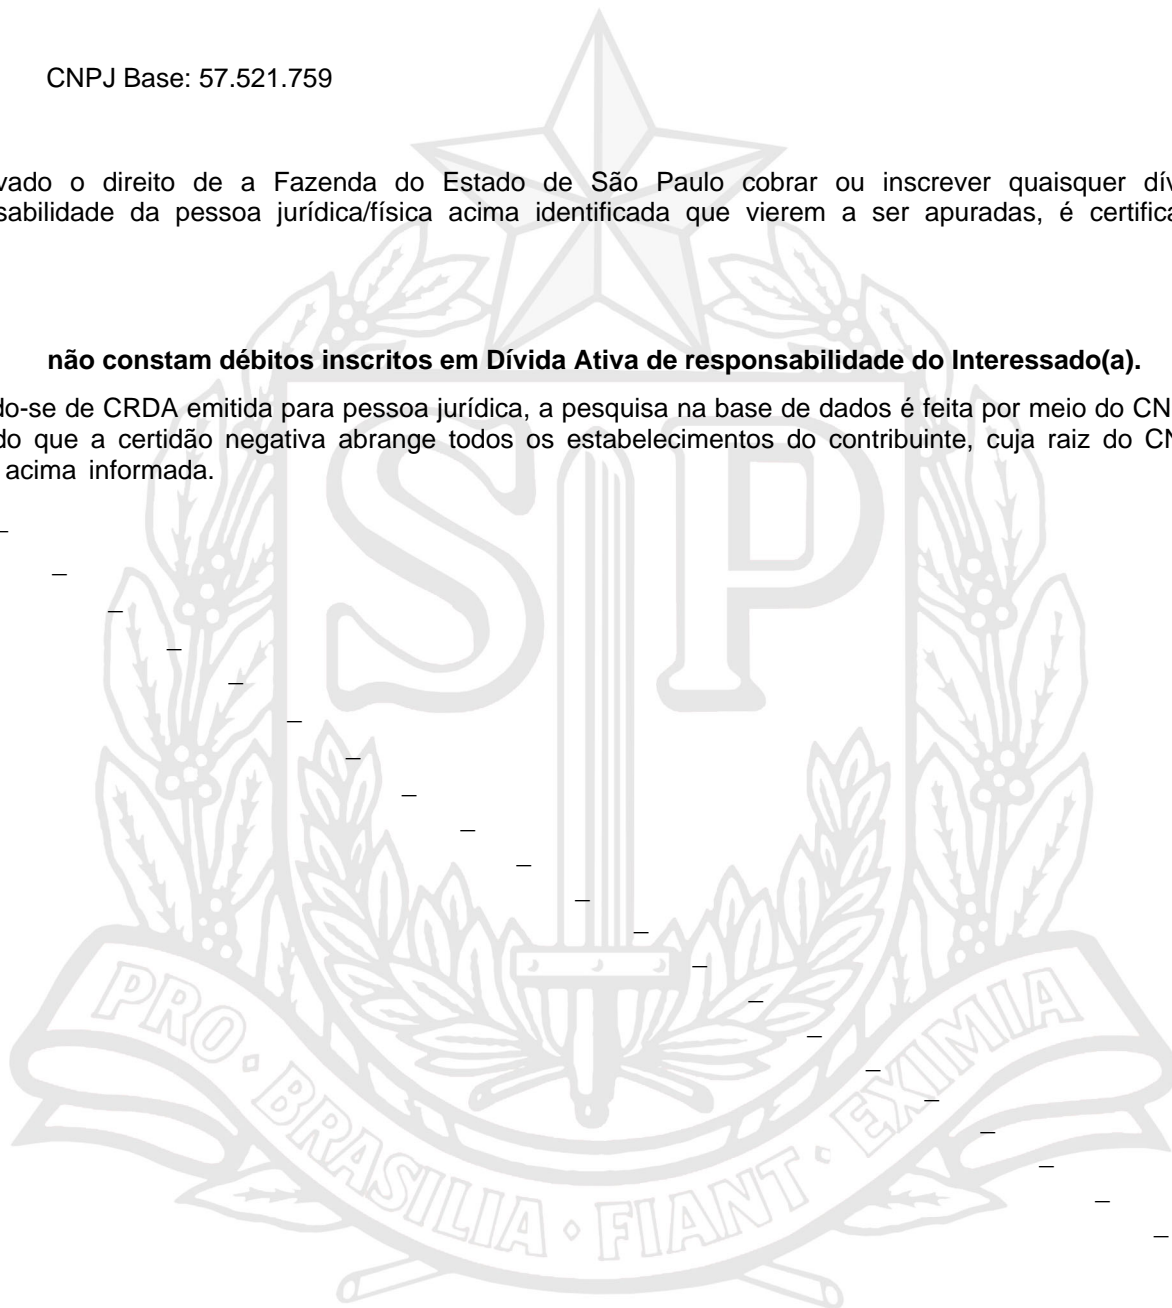 CNPJ Base: 57.521.759
vado o direito de a Fazenda do Estado de São Paulo cobrar ou inscrever quaisquer dív
sabilidade da pessoa jurídica/física acima identificada que vierem a ser apuradas, é certifica
não constam débitos inscritos em Dívida Ativa de responsabilidade do Interessado(a).
do-se de CRDA emitida para pessoa jurídica, a pesquisa na base de dados é feita por meio do CN
do que a certidão negativa abrange todos os estabelecimentos do contribuinte, cuja raiz do CN
acima informada.
SP
PRO • BRASILIA • FIANT • EXIMIA